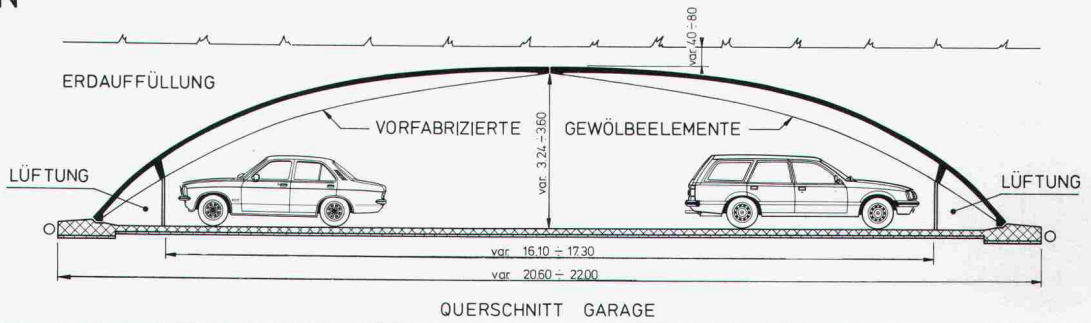 N
var. 40÷80
ERDAUFFÜLLUNG
VORFABRIZIERTE GEWÖLBEELEMENTE
var. 3.24÷3.60
LÜFTUNG
LÜFTUNG
var. 16.10 ÷ 17.30
var. 20.60 ÷ 22.00
QUERSCHNITT GARAGE